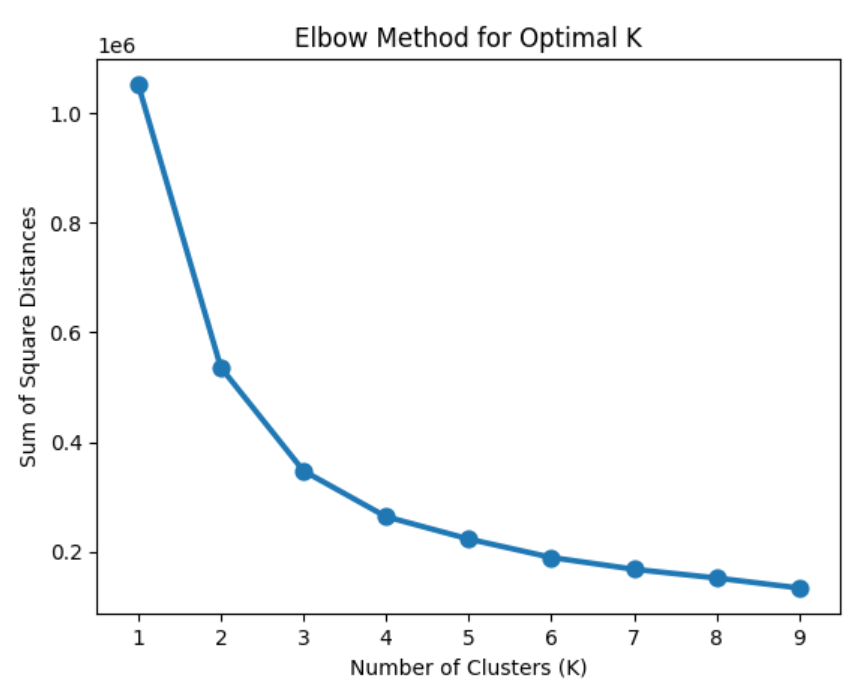 Elbow Method for Optimal K
1e6
1.0
0.8
0.6
0.4
0.2
Sum of Square Distances
1 2 3 4 5 6 7 8 9
Number of Clusters (K)